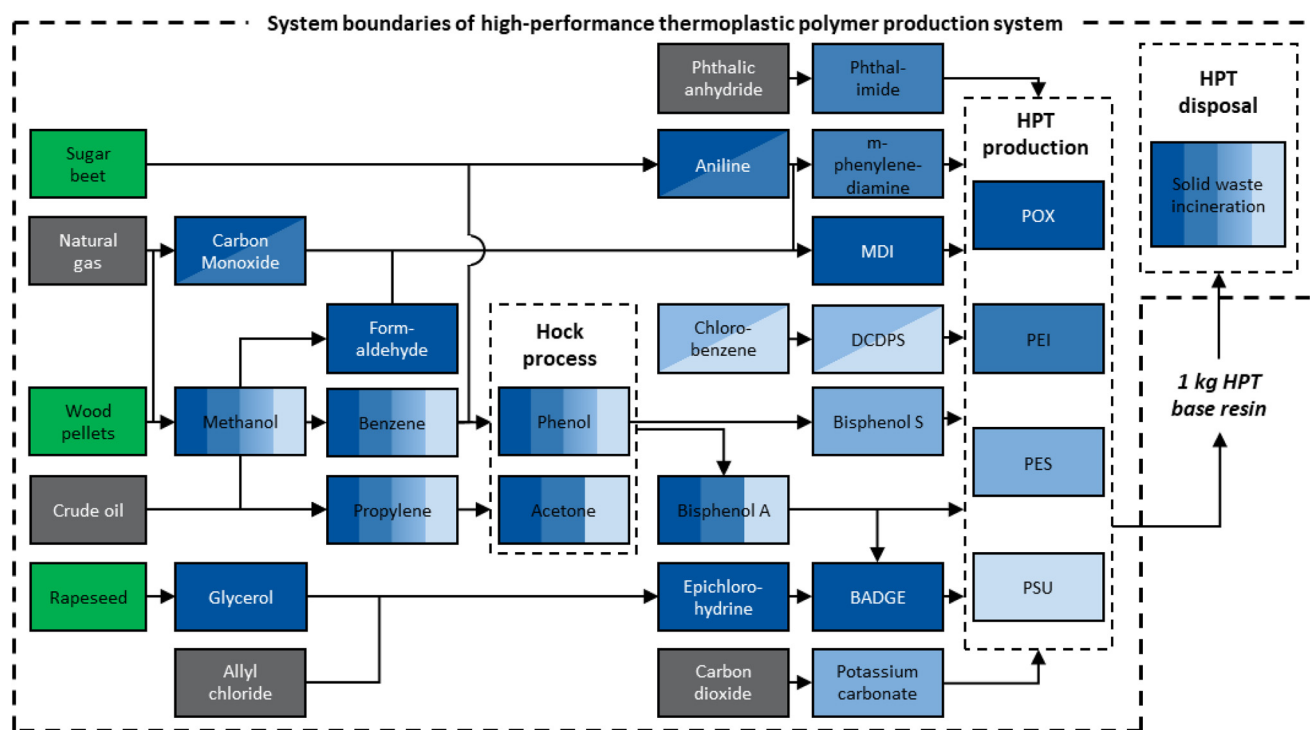 System boundaries of high-performance thermoplastic polymer production system
Phthalic
anhydride
Phthal-
imide
HPT
disposal
HPT
production
Sugar
beet
Aniline
m-
phenylene-
diamine
Solid waste
incineration
POX
Natural
gas
Carbon
Monoxide
MDI
Form-
aldehyde
Hock
process
Chloro-
benzene
DCDPS
PEI
1 kg HPT
base resin
Wood
pellets
Methanol
Benzene
Phenol
Bisphenol S
PES
Crude oil
Propylene
Acetone
Bisphenol A
Rapeseed
Glycerol
Epichloro-
hydrine
BADGE
PSU
Allyl
chloride
Carbon
dioxide
Potassium
carbonate